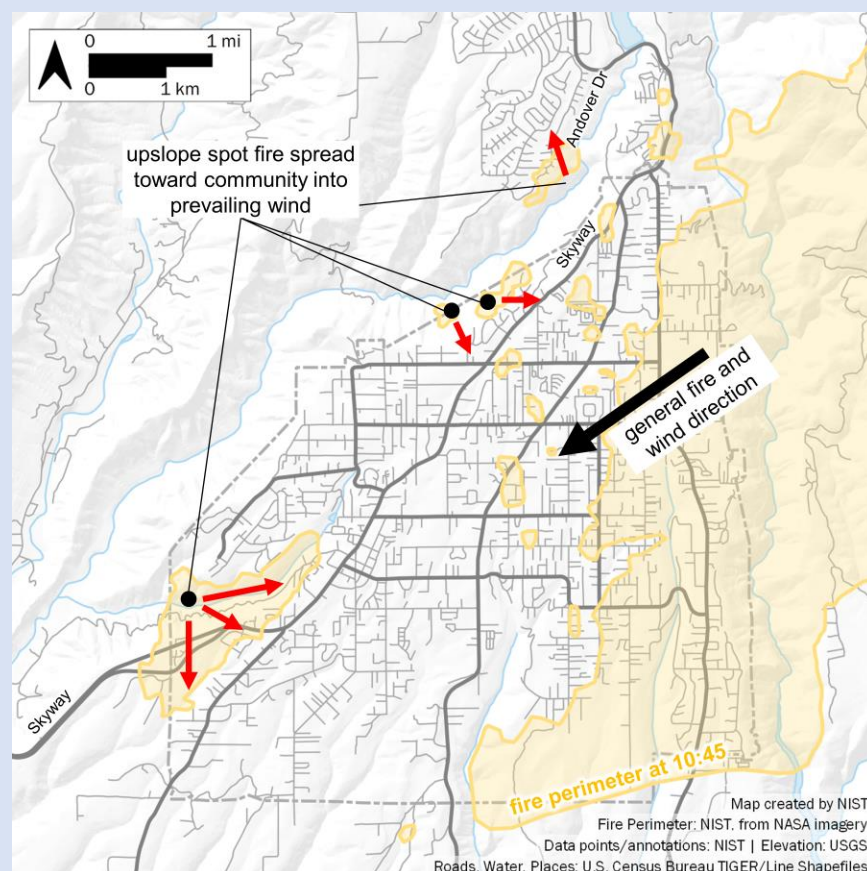 0 1 mi
0 1 km
Andover Dr
upslope spot fire spread
toward community into
prevailing wind
Skyway
general fire and
wind direction
Skyway
fire perimeter at 10:45
Map created by NIST
Fire Perimeter: NIST, from NASA imagery
Data points/annotations: NIST | Elevation: USGS
Roads, Water, Places: U.S. Census Bureau TIGER/Line Shapefiles